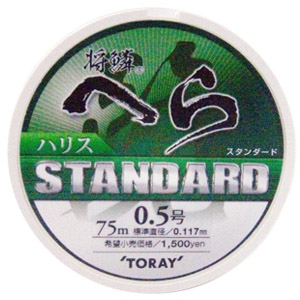 将鱗®
へら
ハリス
スタンダード
STANDARD
75m 0.5号
標準直径/0.117mm
希望小売価格/1,500yen
'TORAY'